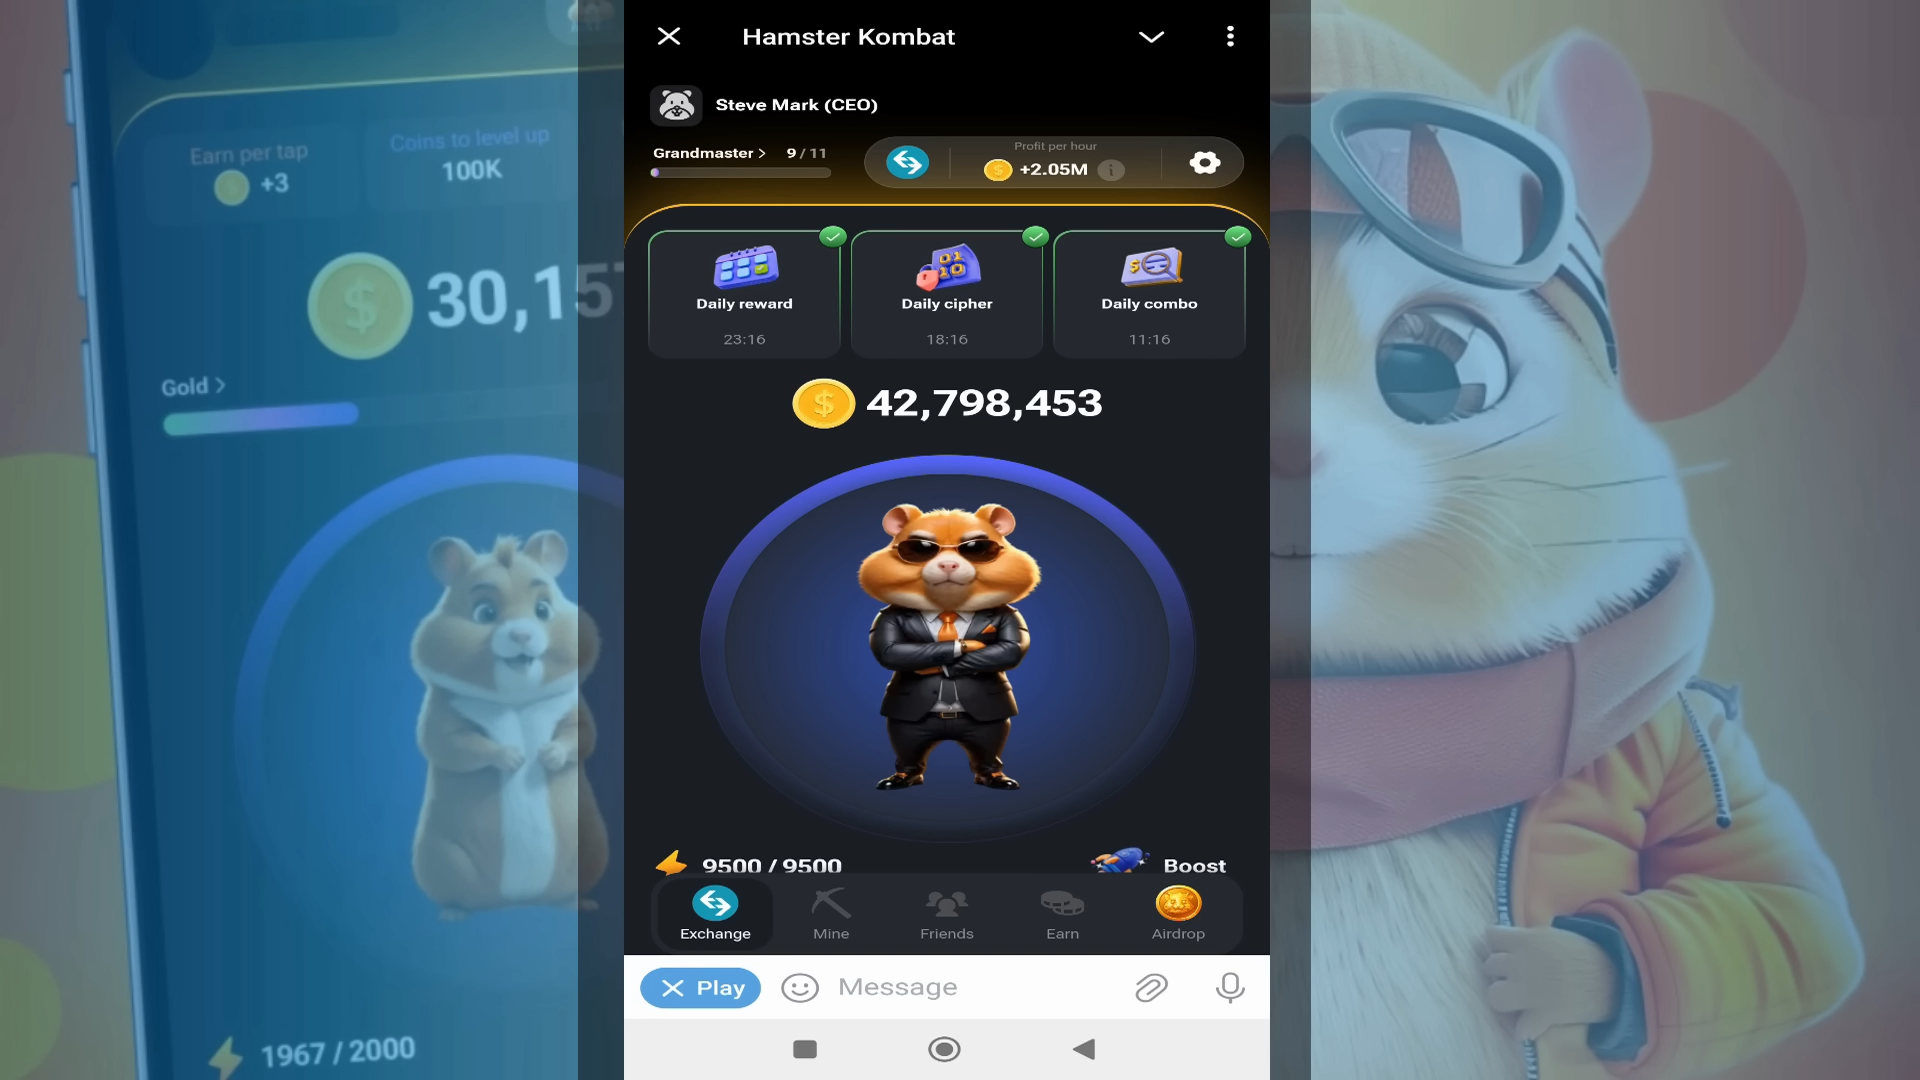 Earn per tap
+3
Coins to level up
100K
30,157
Gold >
1967 / 2000
Hamster Kombat
Steve Mark (CEO)
Grandmaster > 9 / 11
Profit per hour
+2.05M
Daily reward
23:16
Daily cipher
18:16
Daily combo
11:16
42,798,453
9500 / 9500
Boost
Exchange
Mine
Friends
Earn
Airdrop
Play
Message